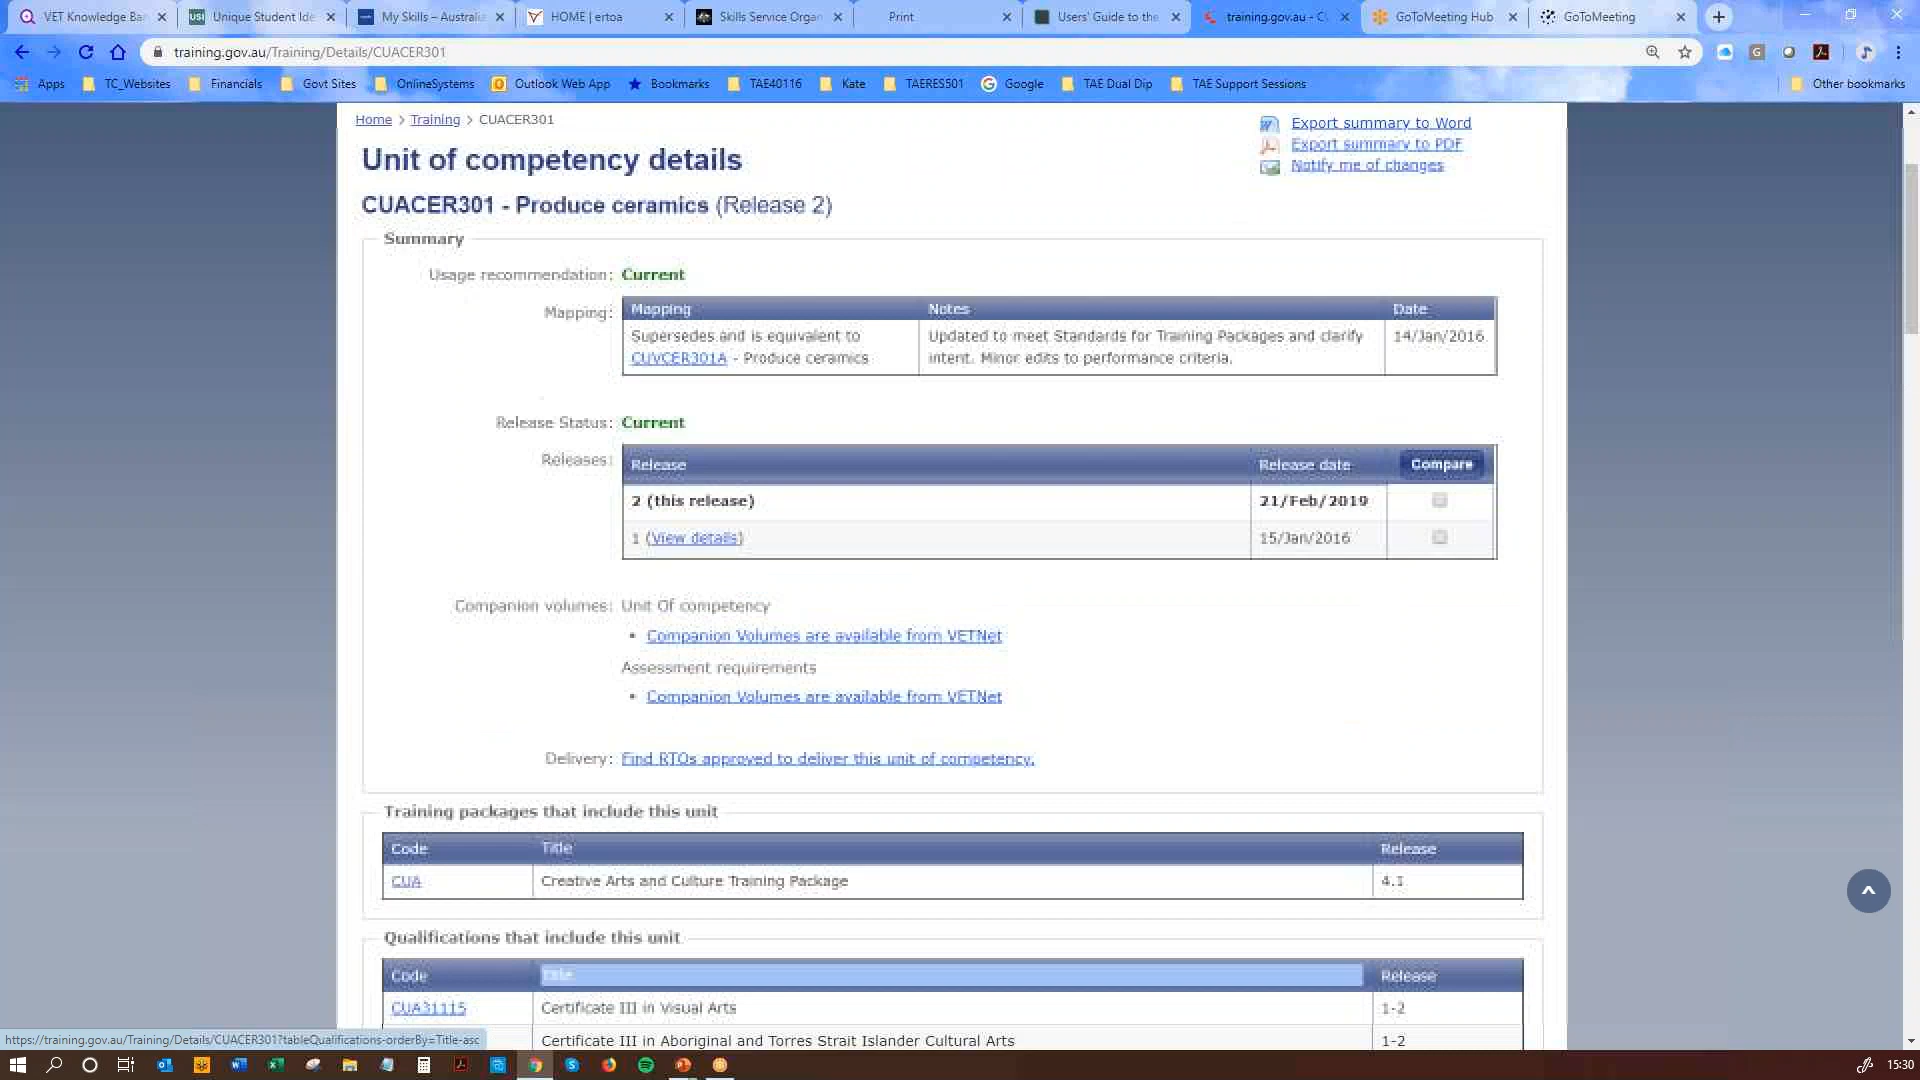 VET Knowledge Ba
Unique Student Ide
My Skills – Australia
HOME | ertoa
Skills Service Organ
Print
Users' Guide to the
training.gov.au - CU
GoToMeeting Hub
GoToMeeting
training.gov.au/Training/Details/CUACER301
Apps TC_Websites Financials Govt Sites OnlineSystems Outlook Web App Bookmarks TAE40116 Kate TAERES501 Google TAE Dual Dip TAE Support Sessions Other bookmarks
Home > Training > CUACER301
Export summary to Word
Export summary to PDF
Notify me of changes
Unit of competency details
CUACER301 - Produce ceramics (Release 2)
Summary
Usage recommendation: Current
Mapping: Mapping Notes Date
Supersedes and is equivalent to Updated to meet Standards for Training Packages and clarify 14/Jan/2016
CUVCER301A - Produce ceramics intent. Minor edits to performance criteria.
Release Status: Current
Releases: Release Release date Compare
2 (this release) 21/Feb/2019
1 (View details) 15/Jan/2016
Companion volumes: Unit Of competency
• Companion Volumes are available from VETNet
Assessment requirements
• Companion Volumes are available from VETNet
Delivery: Find RTOs approved to deliver this unit of competency.
Training packages that include this unit
Code Title Release
CUA Creative Arts and Culture Training Package 4.1
Qualifications that include this unit
Code Title Release
CUA31115 Certificate III in Visual Arts 1-2
Certificate III in Aboriginal and Torres Strait Islander Cultural Arts 1-2
https://training.gov.au/Training/Details/CUACER301?tableQualifications-orderBy=Title-asc
15:30